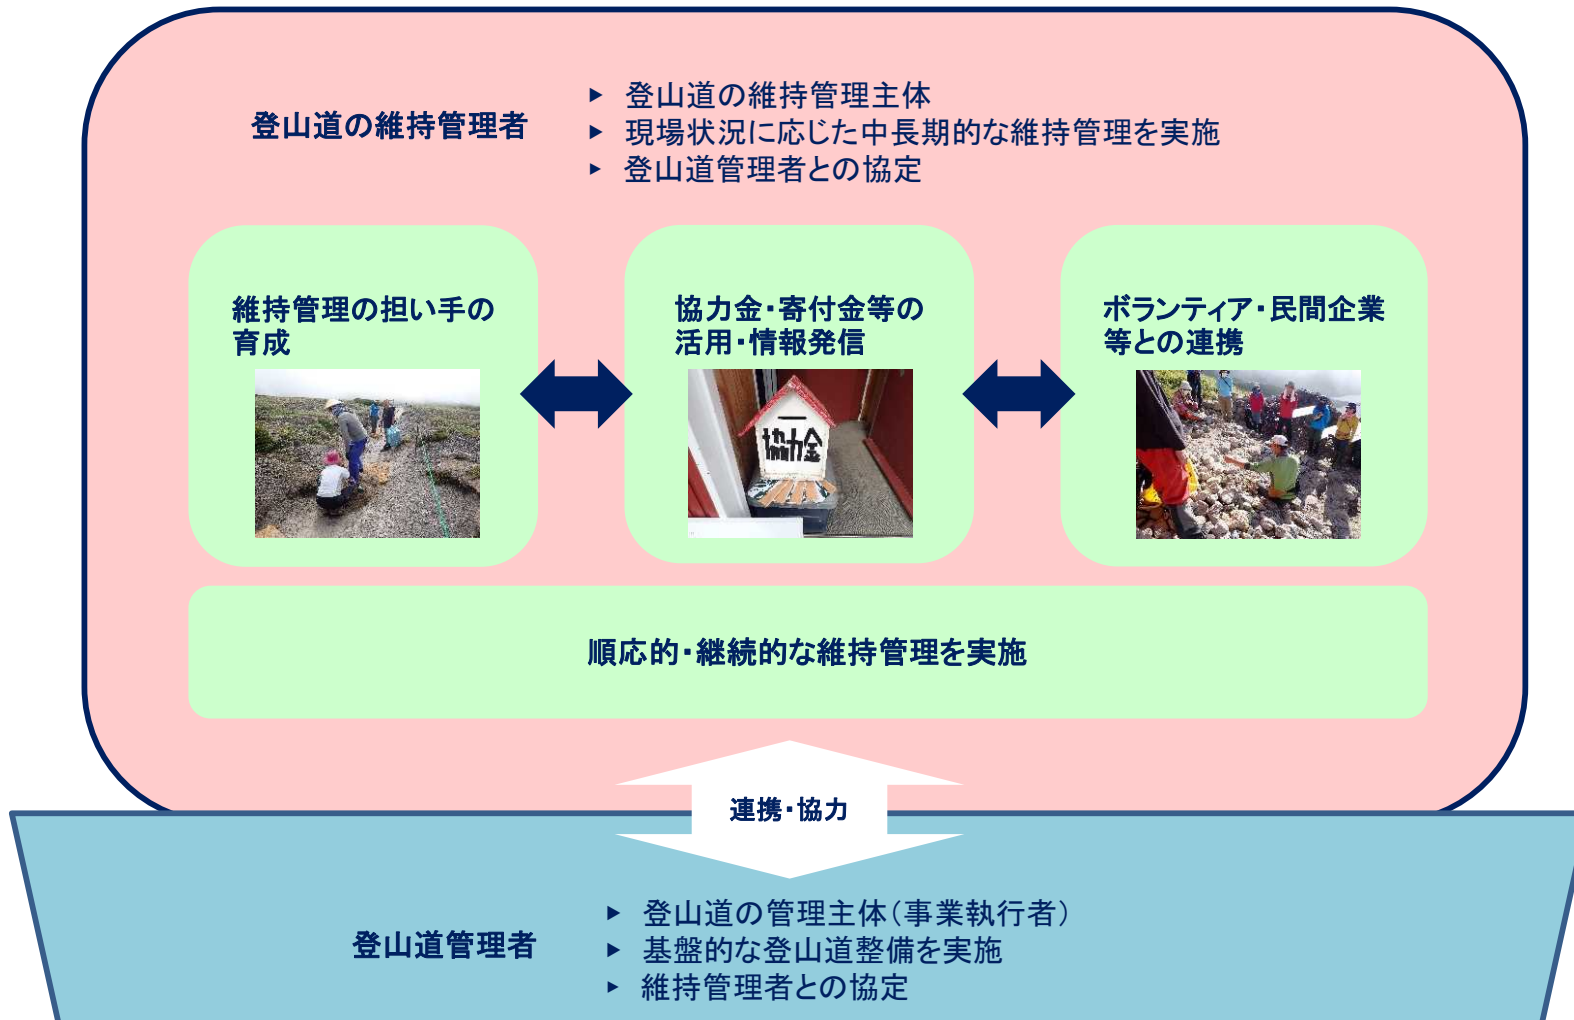 登山道の維持管理者
▶ 登山道の維持管理主体
▶ 現場状況に応じた中長期的な維持管理を実施
▶ 登山道管理者との協定
維持管理の担い手の
育成
協力金・寄付金等の
活用・情報発信
協力金
ボランティア・民間企業
等との連携
順応的・継続的な維持管理を実施
連携・協力
登山道管理者
▶ 登山道の管理主体（事業執行者）
▶ 基盤的な登山道整備を実施
▶ 維持管理者との協定